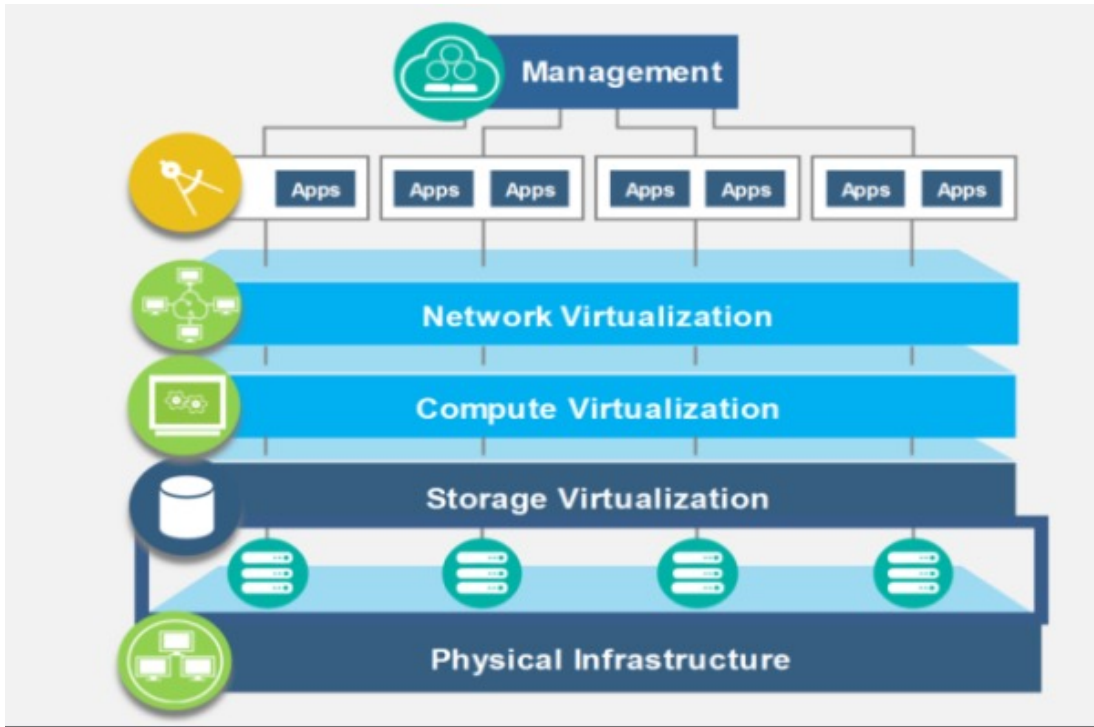 Management
Apps
Apps Apps
Apps Apps
Apps Apps
Network Virtualization
Compute Virtualization
Storage Virtualization
Physical Infrastructure